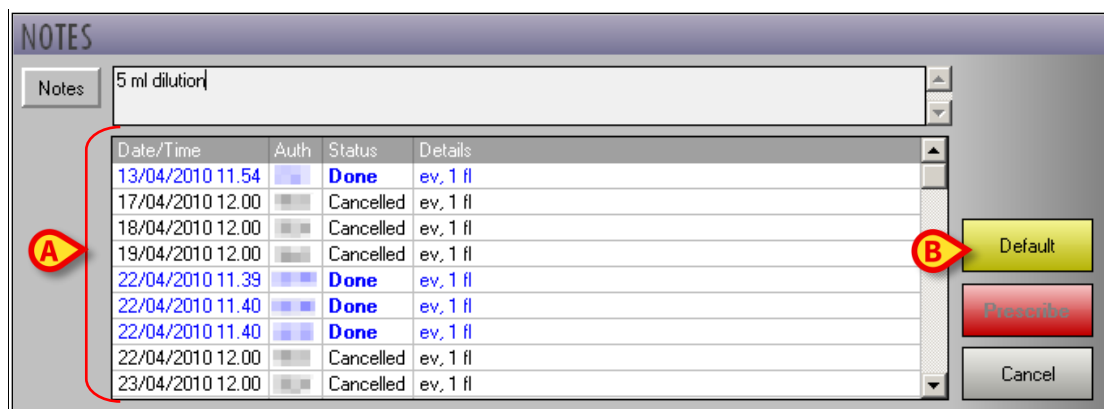 NOTES
Notes
5 ml dilution
Date/Time Auth Status Details
13/04/2010 11.54 Done ev, 1 fl
17/04/2010 12.00 Cancelled ev, 1 fl
18/04/2010 12.00 Cancelled ev, 1 fl
19/04/2010 12.00 Cancelled ev, 1 fl
22/04/2010 11.39 Done ev, 1 fl
22/04/2010 11.40 Done ev, 1 fl
22/04/2010 11.40 Done ev, 1 fl
22/04/2010 12.00 Cancelled ev, 1 fl
23/04/2010 12.00 Cancelled ev, 1 fl
A
B
Default
Prescribe
Cancel